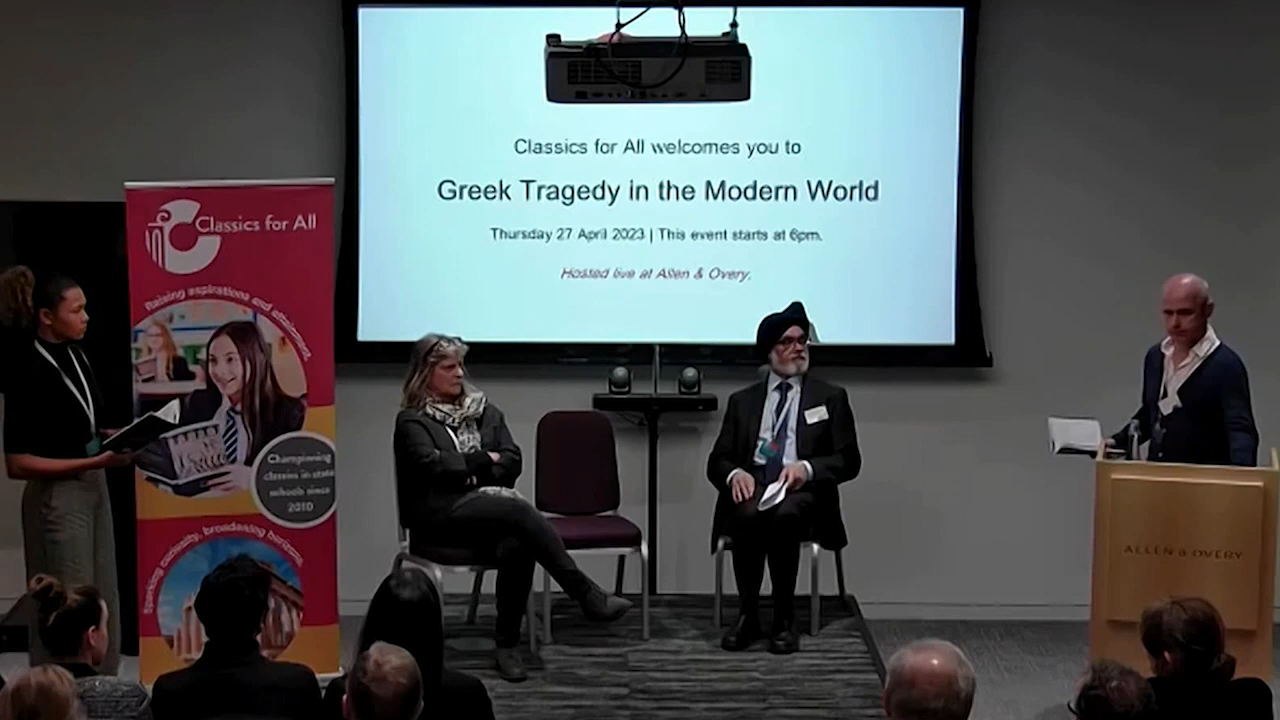 Classics for All welcomes you to
Greek Tragedy in the Modern World
Thursday 27 April 2023 | This event starts at 6pm.
Hosted live at Allen & Overy.
Classics for All
Raising aspirations and attainment
Championing
classics in state
schools since
2010
Sparking curiosity, broadening horizons
ALLEN & OVERY